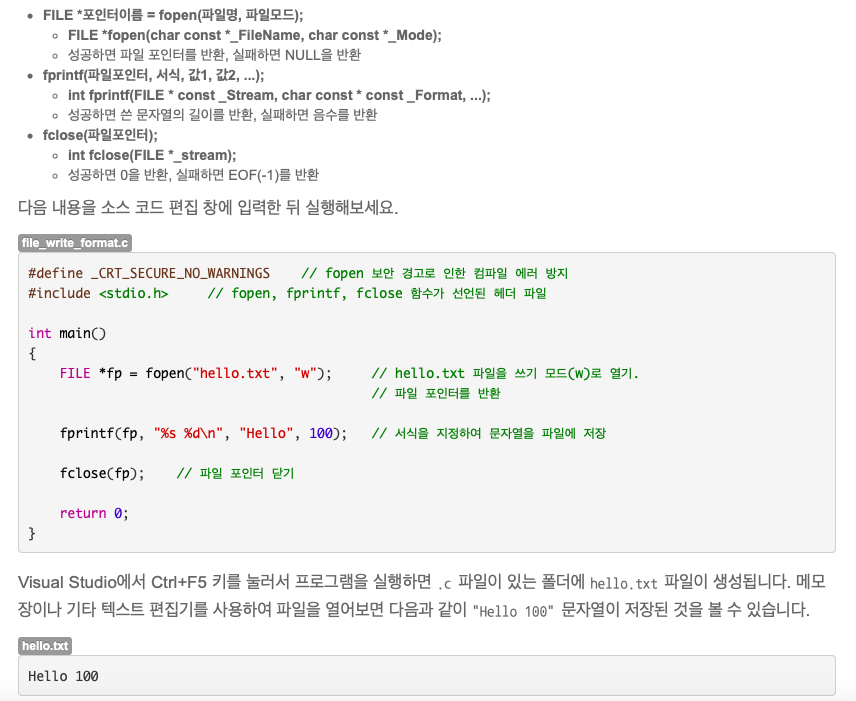 FILE *포인터이름 = fopen(파일명, 파일모드);
FILE *fopen(char const *_FileName, char const *_Mode);
성공하면 파일 포인터를 반환, 실패하면 NULL을 반환
fprintf(파일포인터, 서식, 값1, 값2, ...);
int fprintf(FILE * const _Stream, char const * const _Format, ...);
성공하면 쓴 문자열의 길이를 반환, 실패하면 음수를 반환
fclose(파일포인터);
int fclose(FILE *_stream);
성공하면 0을 반환, 실패하면 EOF(-1)를 반환
다음 내용을 소스 코드 편집 창에 입력한 뒤 실행해보세요.
file_write_format.c
#define _CRT_SECURE_NO_WARNINGS    // fopen 보안 경고로 인한 컴파일 에러 방지
#include <stdio.h>     // fopen, fprintf, fclose 함수가 선언된 헤더 파일
int main()
{
    FILE *fp = fopen("hello.txt", "w");     // hello.txt 파일을 쓰기 모드(w)로 열기.
                                            // 파일 포인터를 반환
    fprintf(fp, "%s %d\n", "Hello", 100);   // 서식을 지정하여 문자열을 파일에 저장
    fclose(fp);    // 파일 포인터 닫기
    return 0;
}
Visual Studio에서 Ctrl+F5 키를 눌러서 프로그램을 실행하면 .c 파일이 있는 폴더에 hello.txt 파일이 생성됩니다. 메모
장이나 기타 텍스트 편집기를 사용하여 파일을 열어보면 다음과 같이 "Hello 100" 문자열이 저장된 것을 볼 수 있습니다.
hello.txt
Hello 100